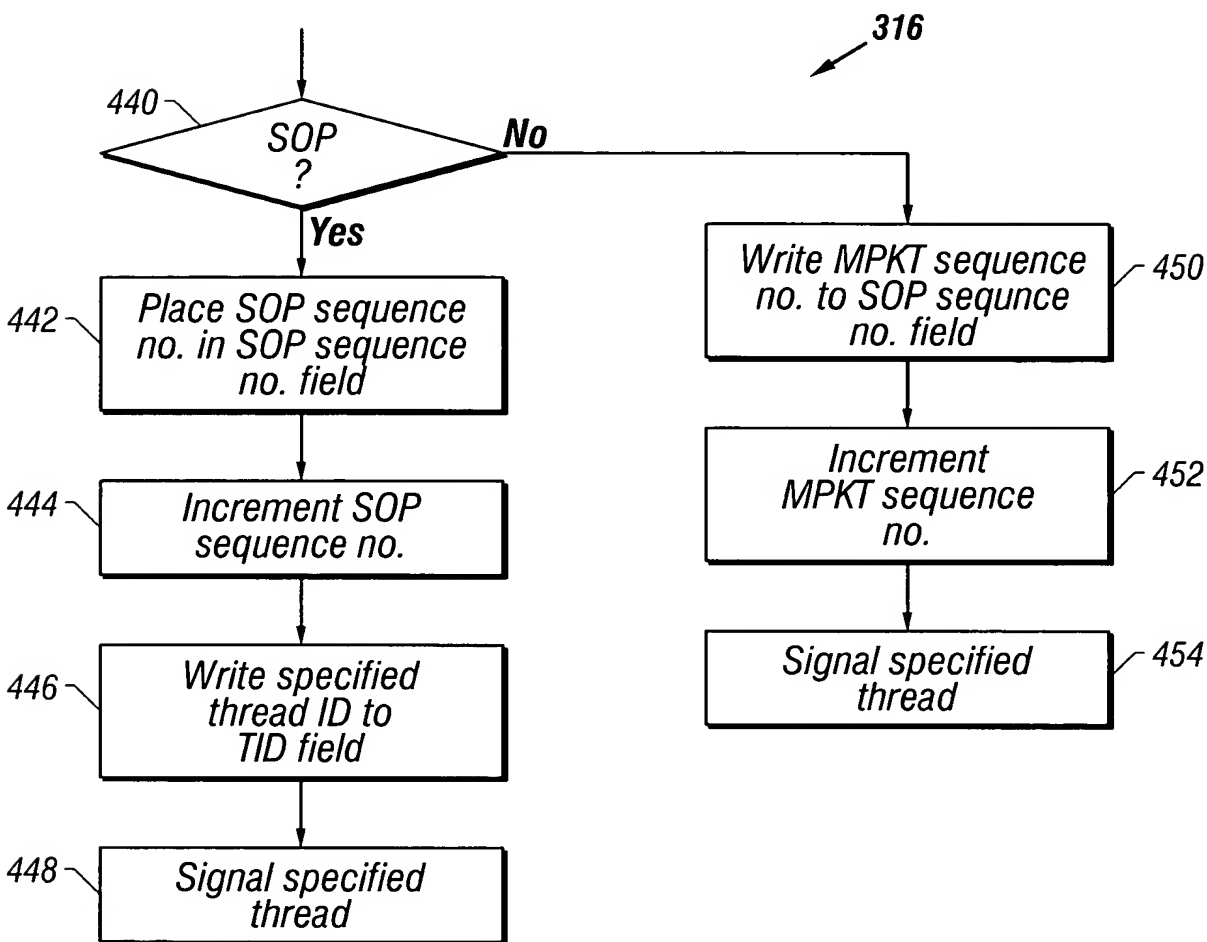 316
440
SOP
?
No
Yes
442
Place SOP sequence
no. in SOP sequence
no. field
444
Increment SOP
sequence no.
446
Write specified
thread ID to
TID field
448
Signal specified
thread
Write MPKT sequence
no. to SOP sequnce
no. field
450
Increment
MPKT sequence
no.
452
Signal specified
thread
454